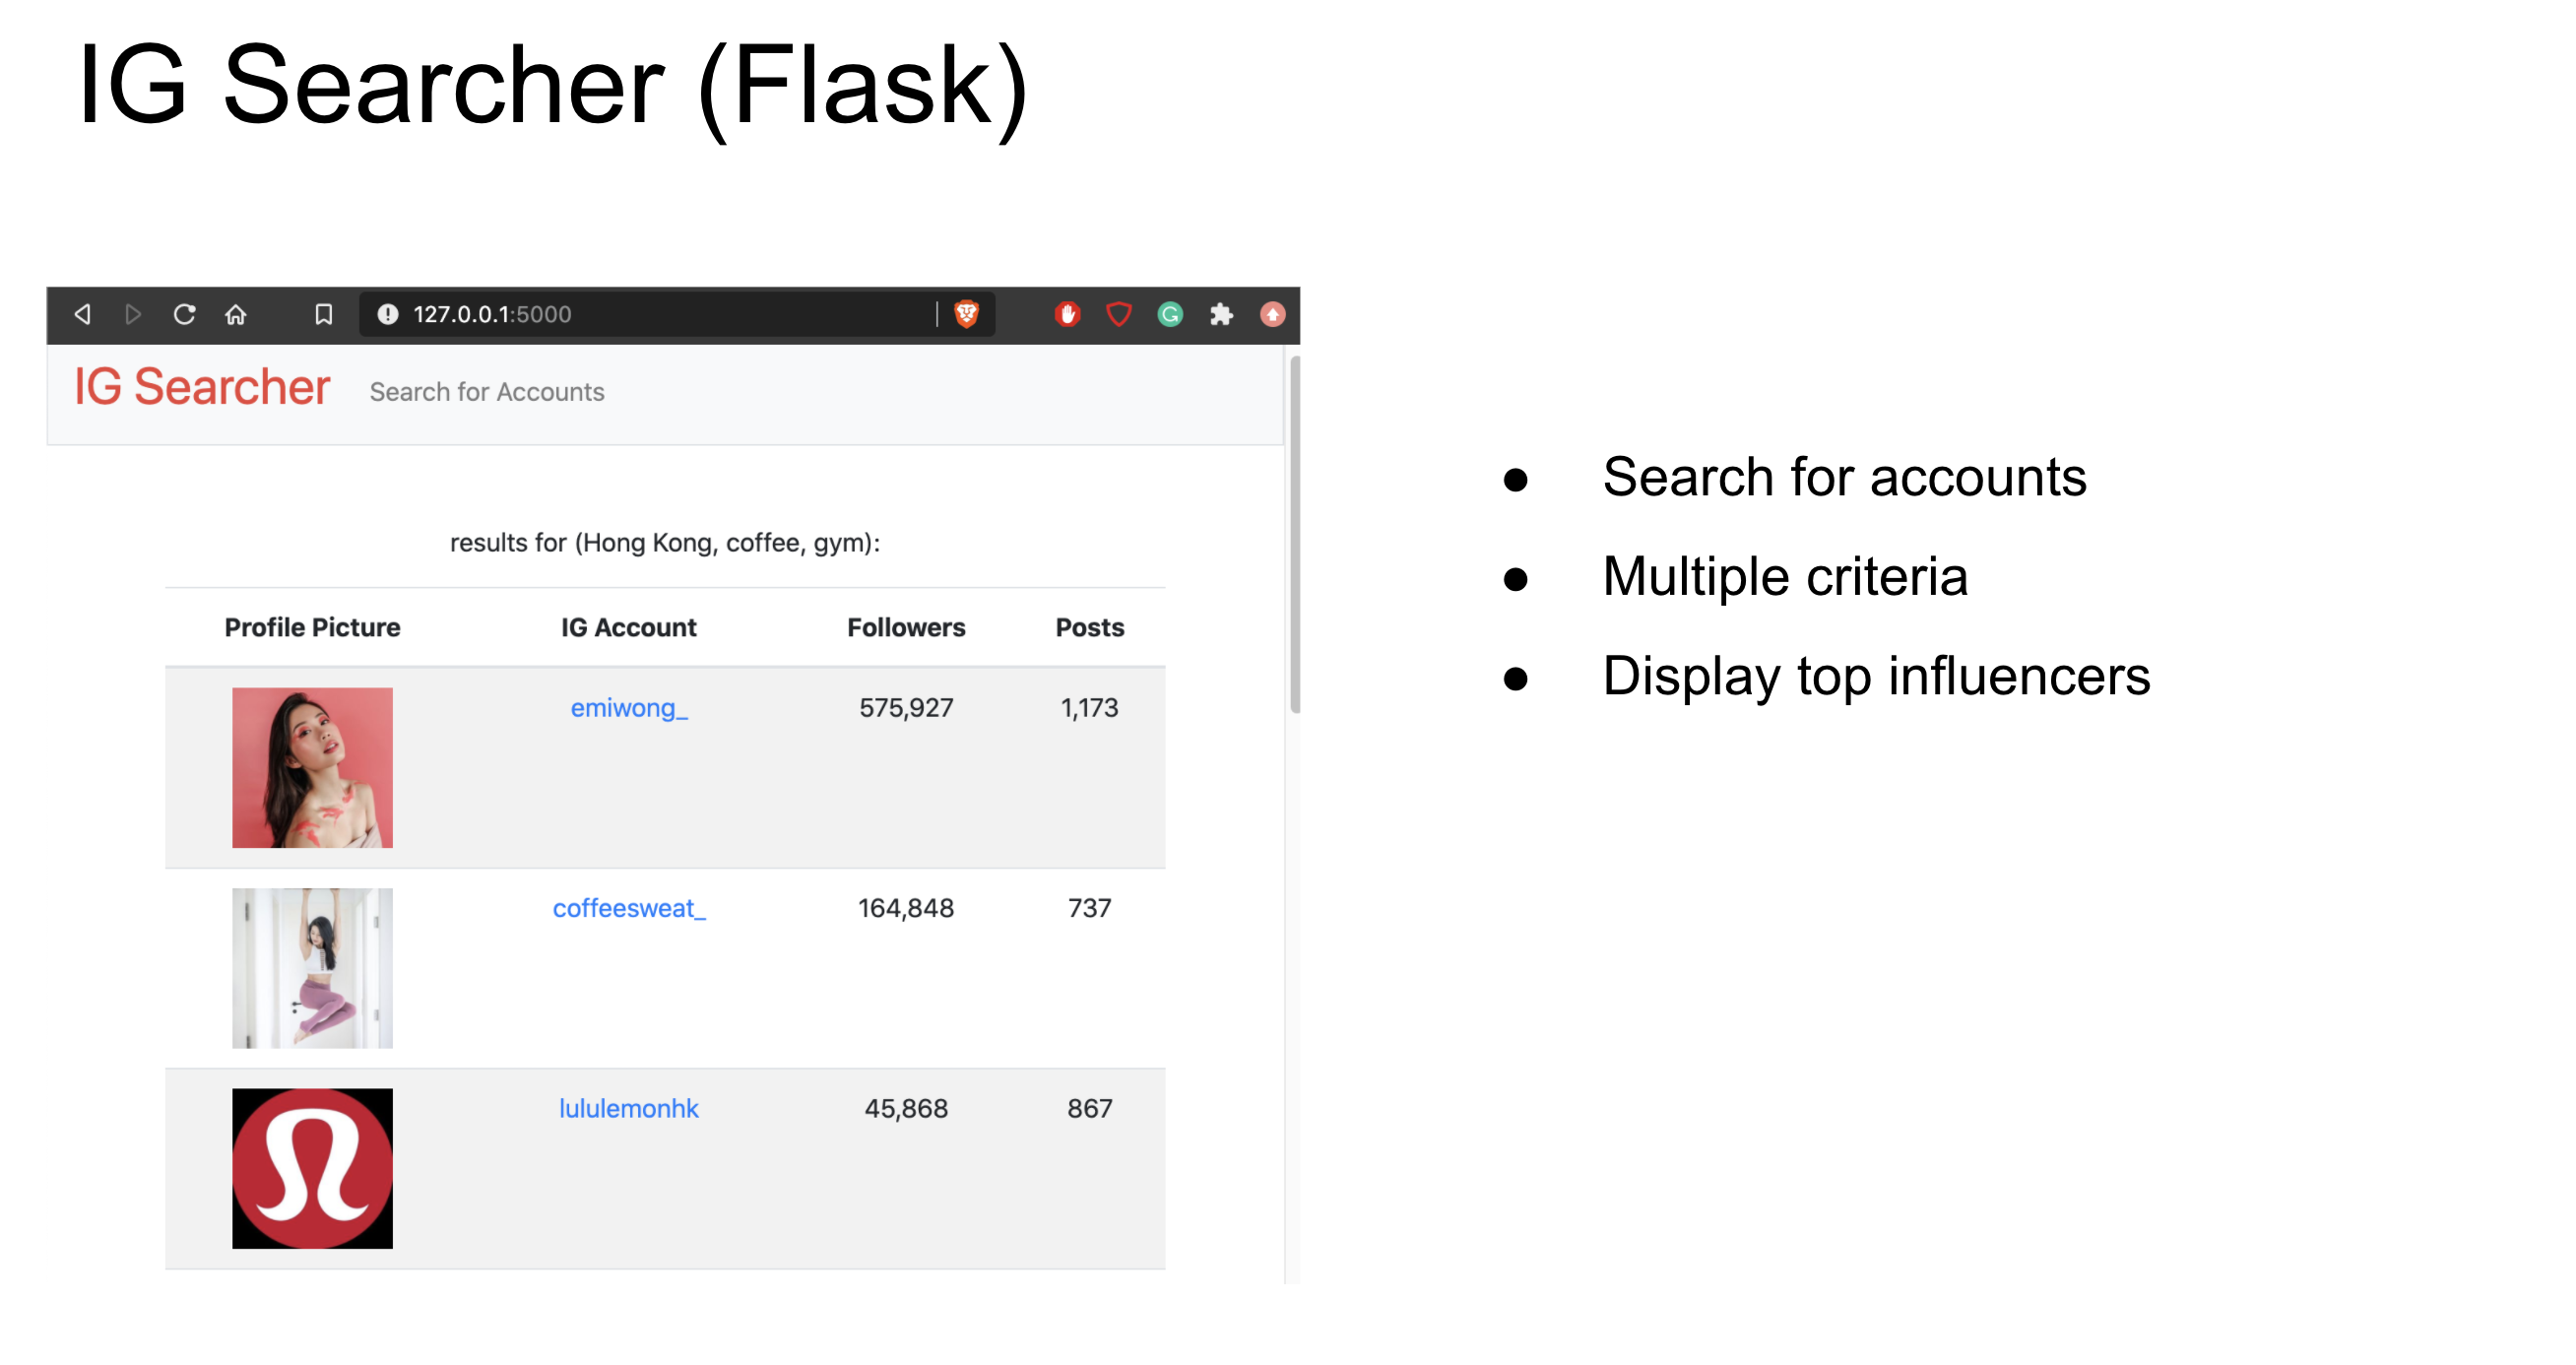 IG Searcher (Flask)
127.0.0.1:5000
IG Searcher Search for Accounts
results for (Hong Kong, coffee, gym):
Profile Picture IG Account Followers Posts
emiwong_ 575,927 1,173
coffeesweat_ 164,848 737
lululemonhk 45,868 867
● Search for accounts
● Multiple criteria
● Display top influencers